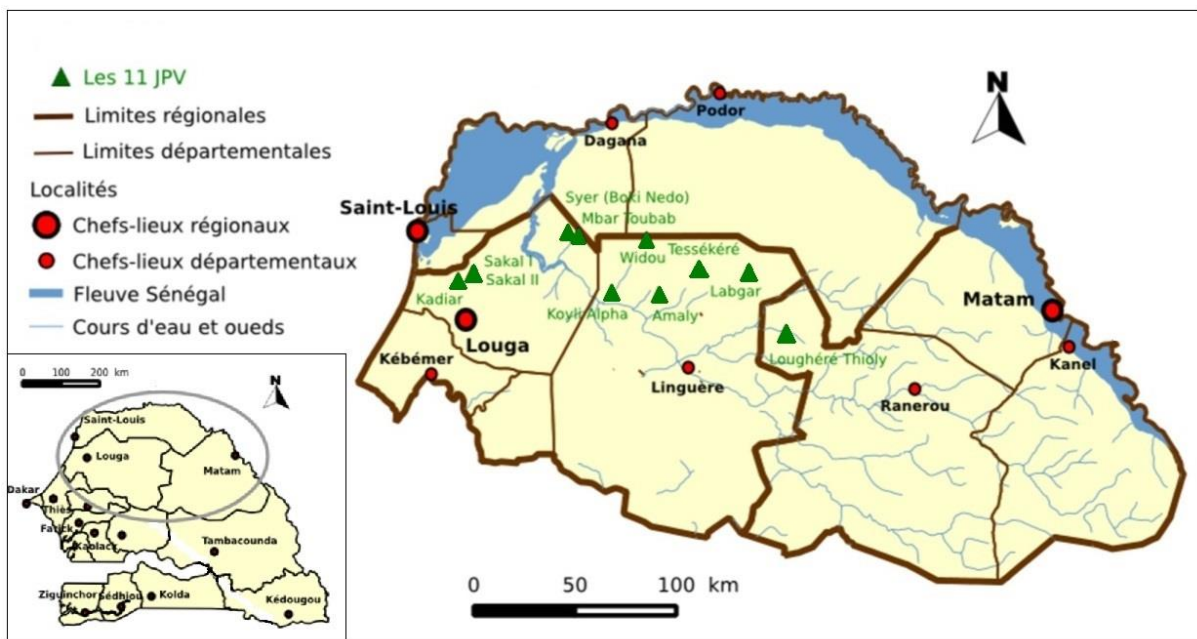 Les 11 JPV
Limites régionales
Limites départementales
Localités
Chefs-lieux régionaux
Chefs-lieux départementaux
Fleuve Sénégal
Cours d'eau et oueds
N
Podor
Dagana
Saint-Louis
Syer (Boki Nedo)
Mbar Toubab
Widou
Tessékéré
Sakal I
Sakal II
Kadiar
Labgar
Koyli Alpha
Amaly
Matam
Louga
Loughéré Thioly
Kanel
Kébémer
Linguère
Ranerou
0 50 100 km
0 100 200 km
N
Saint-Louis
Louga
Matam
Dakar
Thiès
Fatick
Kaolack
Tambacounda
Ziguinchor
Sédhiou
Kolda
Kédougou